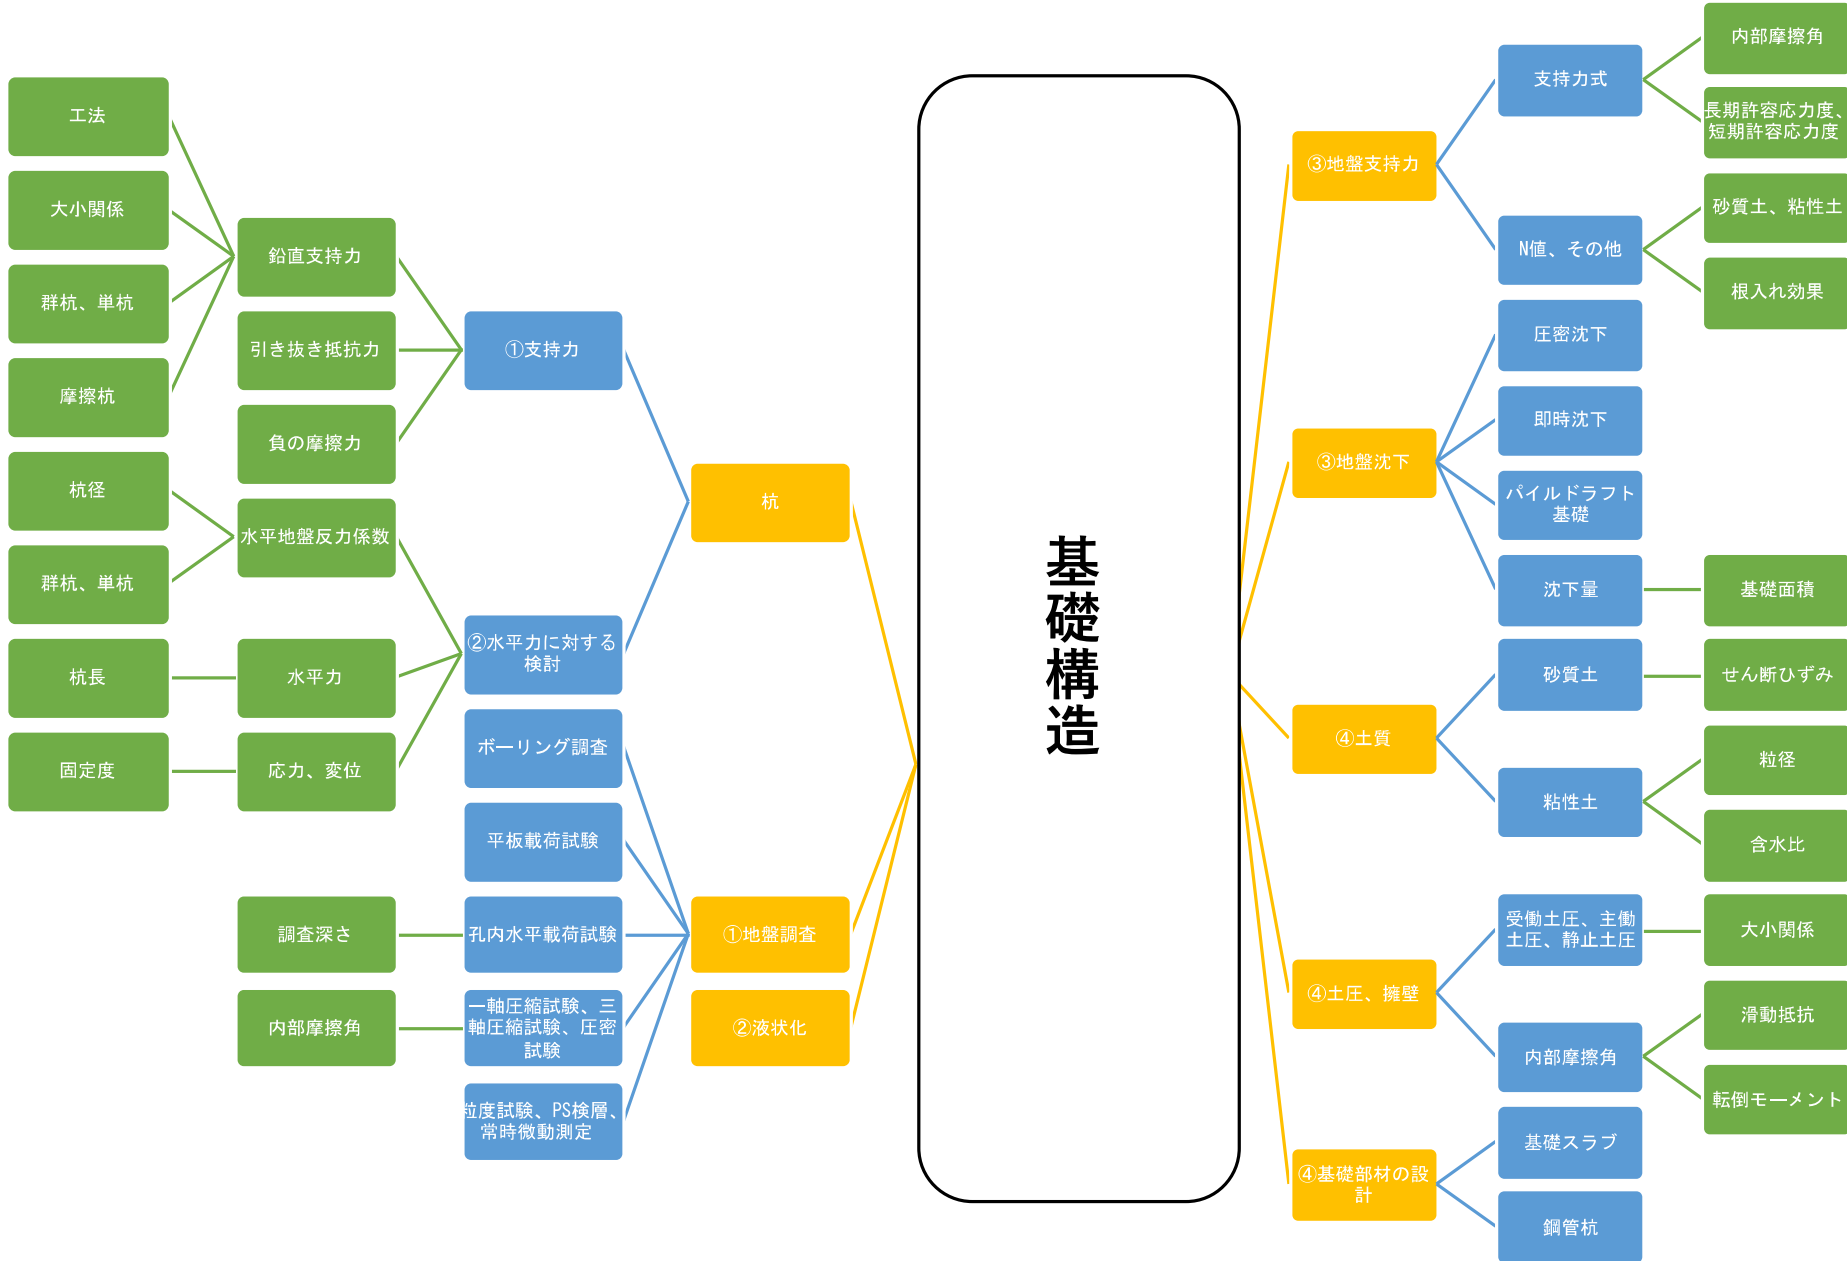 工法
大小関係
群杭、単杭
摩擦杭
杭径
群杭、単杭
杭長
固定度
鉛直支持力
引き抜き抵抗力
負の摩擦力
水平地盤反力係数
水平力
応力、変位
調査深さ
内部摩擦角
①支持力
②水平力に対する
検討
ボーリング調査
平板載荷試験
孔内水平載荷試験
一軸圧縮試験、三
軸圧縮試験、圧密
試験
粒度試験、PS検層、
常時微動測定
杭
①地盤調査
②液状化
基礎構造
③地盤支持力
③地盤沈下
④土質
④土圧、擁壁
④基礎部材の設
計
支持力式
N値、その他
圧密沈下
即時沈下
パイルドラフト
基礎
沈下量
砂質土
粘性土
受働土圧、主働
土圧、静止土圧
内部摩擦角
基礎スラブ
鋼管杭
内部摩擦角
長期許容応力度、
短期許容応力度
砂質土、粘性土
根入れ効果
基礎面積
せん断ひずみ
粒径
含水比
大小関係
滑動抵抗
転倒モーメント